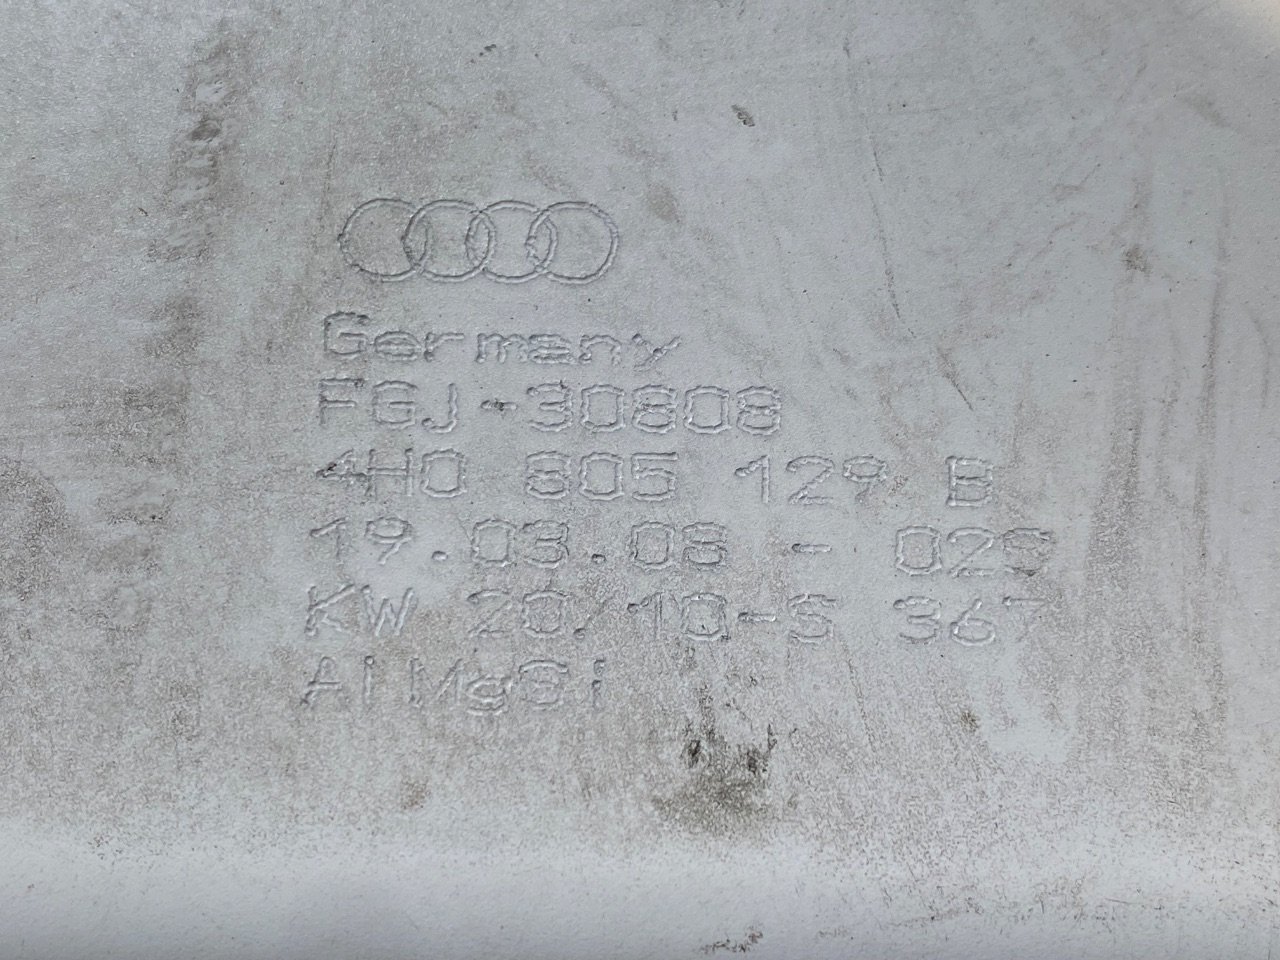 Germany
FGJ-30808
4H0 805 129 B
19.03.08 - 029
KW 20/10-S 367
AlMgSi